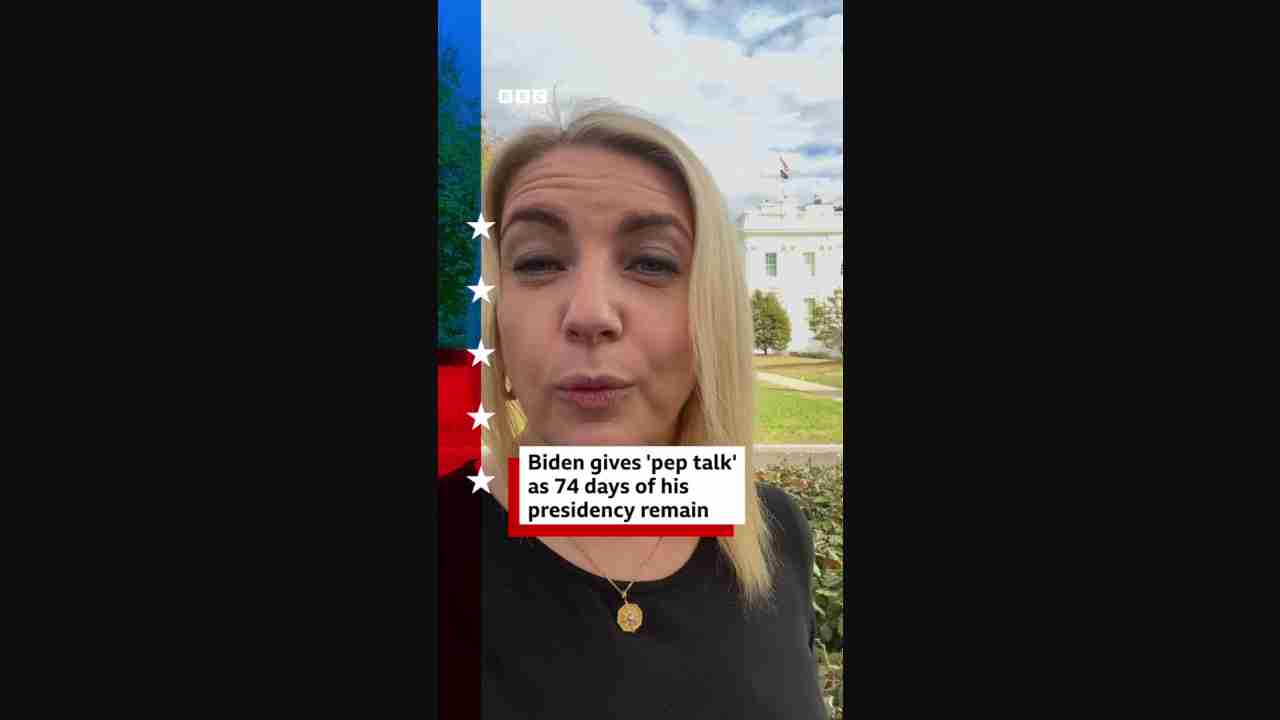 BBC
Biden gives 'pep talk'
as 74 days of his
presidency remain